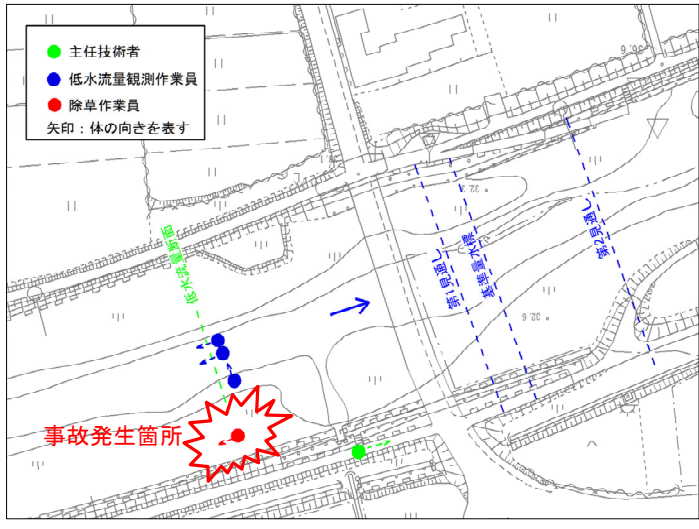 主任技術者
低水流量観測作業員
除草作業員
矢印：体の向きを表す
低水流量断面
第1見通し
基準量水標
第2見通し
32.6
事故発生箇所